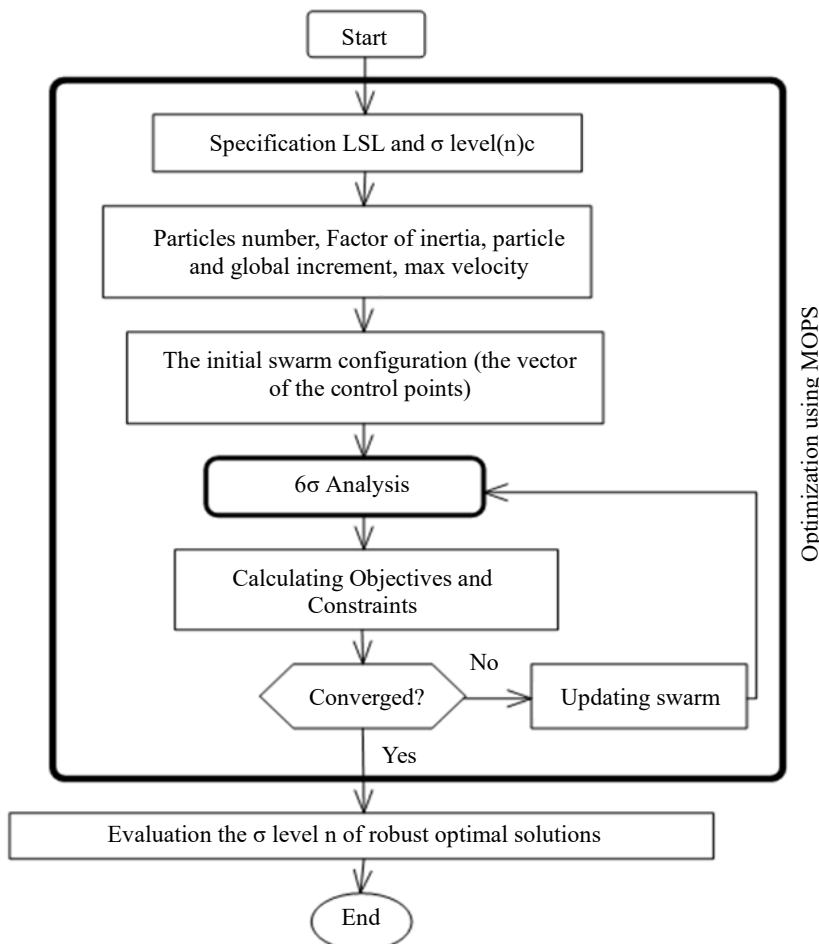 Start
Specification LSL and σ level(n)c
Particles number, Factor of inertia, particle
and global increment, max velocity
The initial swarm configuration (the vector
of the control points)
6σ Analysis
Calculating Objectives and
Constraints
Converged?
No
Updating swarm
Yes
Optimization using MOPS
Evaluation the σ level n of robust optimal solutions
End